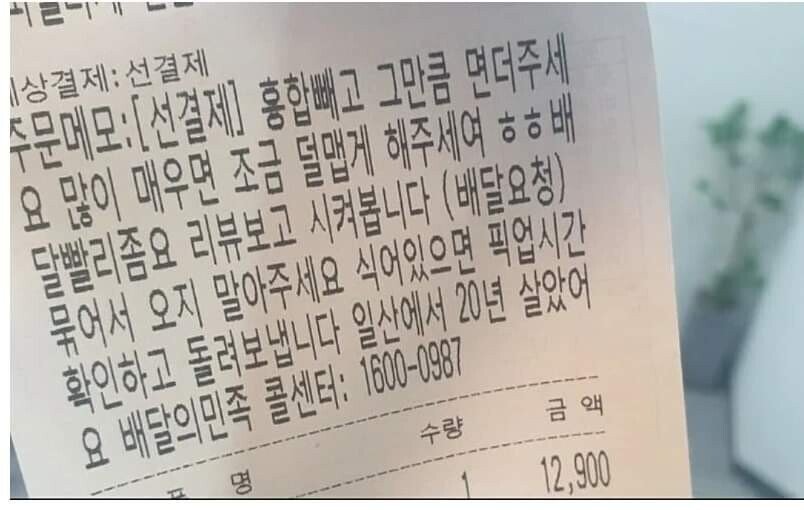 상결제: 선결제
주문메모:[선결제] 홍합빼고 그만큼 면더주세
요 많이 매우면 조금 덜맵게 해주세여 ㅎㅎ배
달빨리좀요 리뷰보고 시켜봅니다 (배달요청)
묶어서 오지 말아주세요 식어있으면 픽업시간
확인하고 돌려보냅니다 일산에서 20년 살았어
요 배달의민족 콜센터: 1600-0987
품 명 수량 금 액
1 12,900